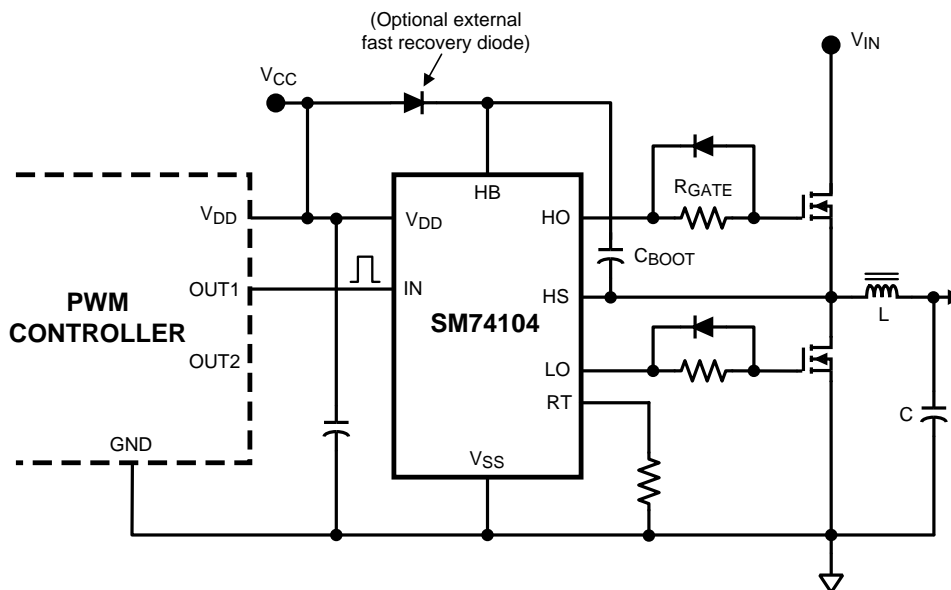 (Optional external
fast recovery diode)
VCC
VIN
HB
RGATE
VDD
VDD
HO
CBOOT
OUT1
IN
HS
PWM
CONTROLLER
SM74104
L
OUT2
LO
RT
C
GND
VSS